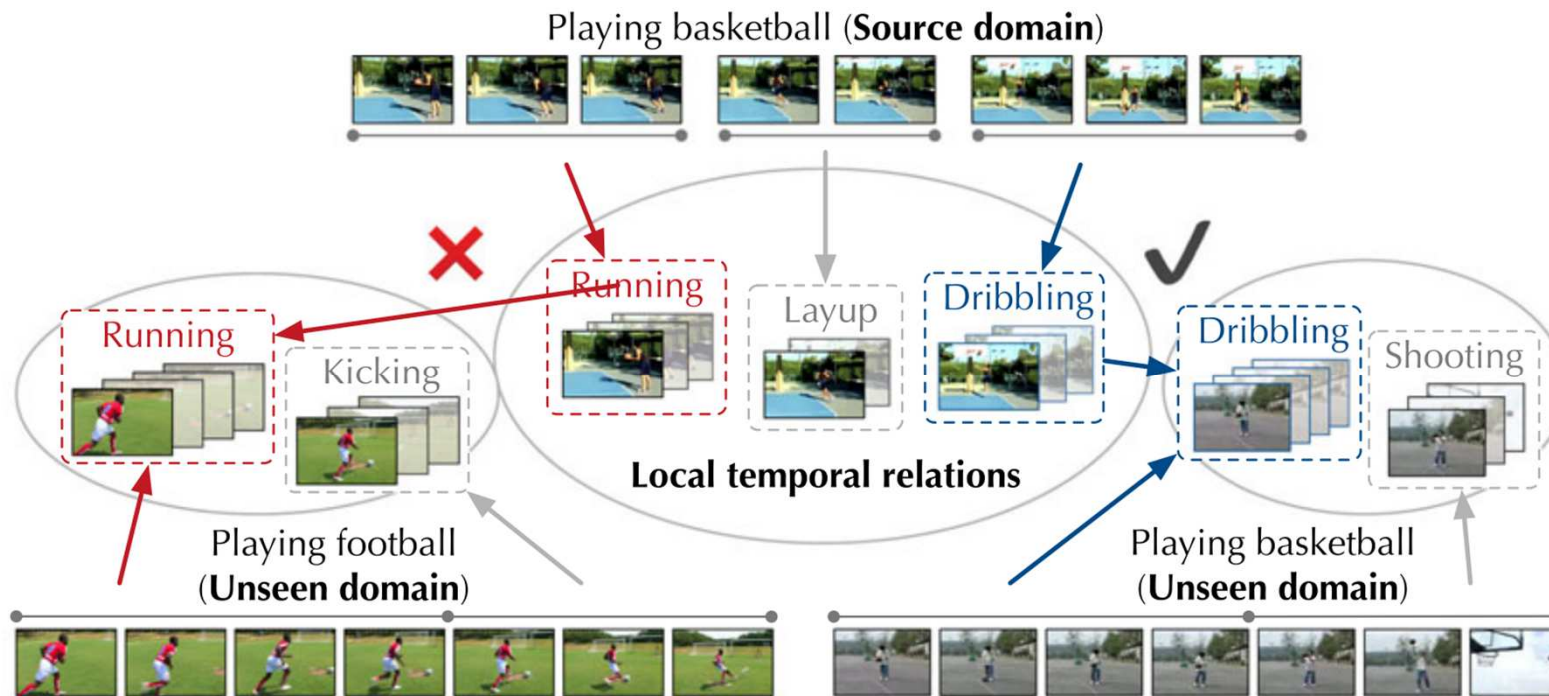 Playing basketball (Source domain)
Running
Layup
Dribbling
Running
Kicking
Dribbling
Shooting
Local temporal relations
Playing football
(Unseen domain)
Playing basketball
(Unseen domain)